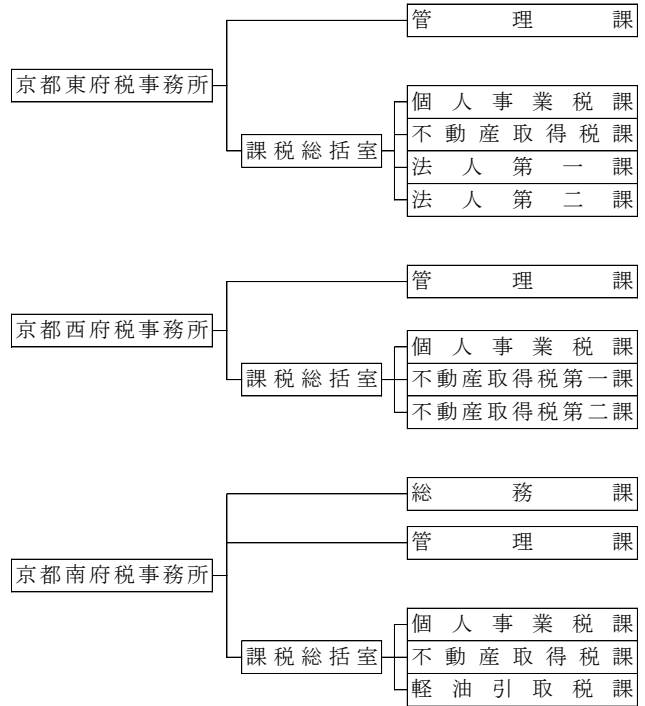 管理課
京都東府税事務所
個人事業税課
不動産取得税課
課税総括室
法人第一課
法人第二課
管理課
京都西府税事務所
個人事業税課
課税総括室
不動産取得税第一課
不動産取得税第二課
総務課
管理課
京都南府税事務所
個人事業税課
課税総括室
不動産取得税課
軽油引取税課